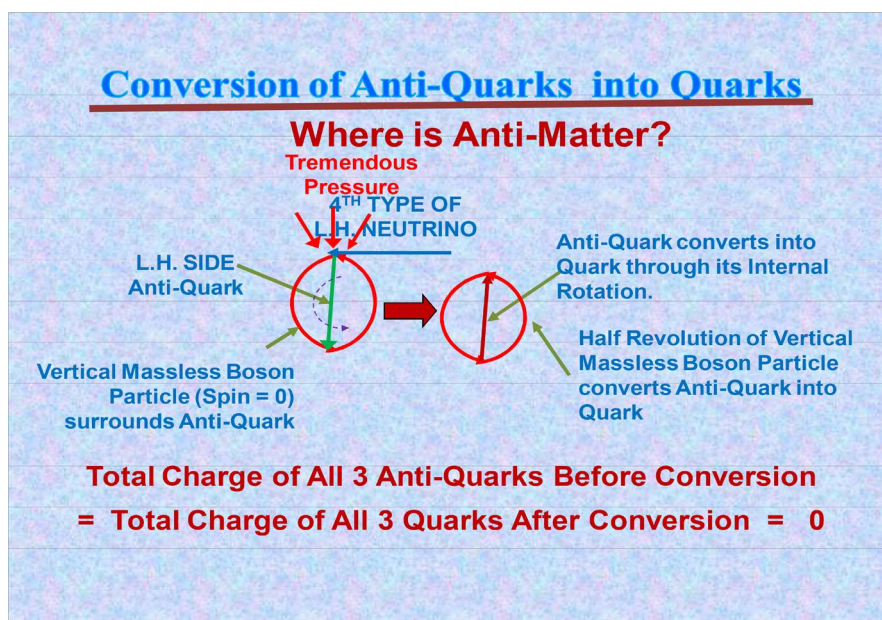 Conversion of Anti-Quarks into Quarks
Where is Anti-Matter?
Tremendous
Pressure
4TH TYPE OF
L.H. NEUTRINO
L.H. SIDE
Anti-Quark
Anti-Quark converts into
Quark through its Internal
Rotation.
Vertical Massless Boson
Particle (Spin = 0)
surrounds Anti-Quark
Half Revolution of Vertical
Massless Boson Particle
converts Anti-Quark into
Quark
Total Charge of All 3 Anti-Quarks Before Conversion
= Total Charge of All 3 Quarks After Conversion = 0